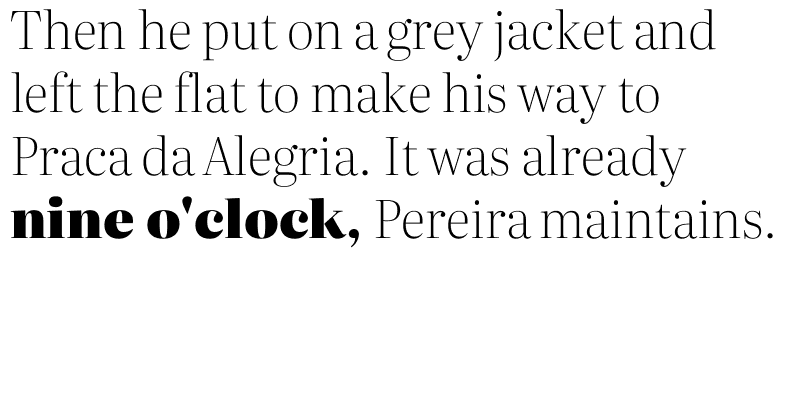 Then he put on a grey jacket and
left the flat to make his way to
Praca da Alegria. It was already
nine o'clock, Pereira maintains.